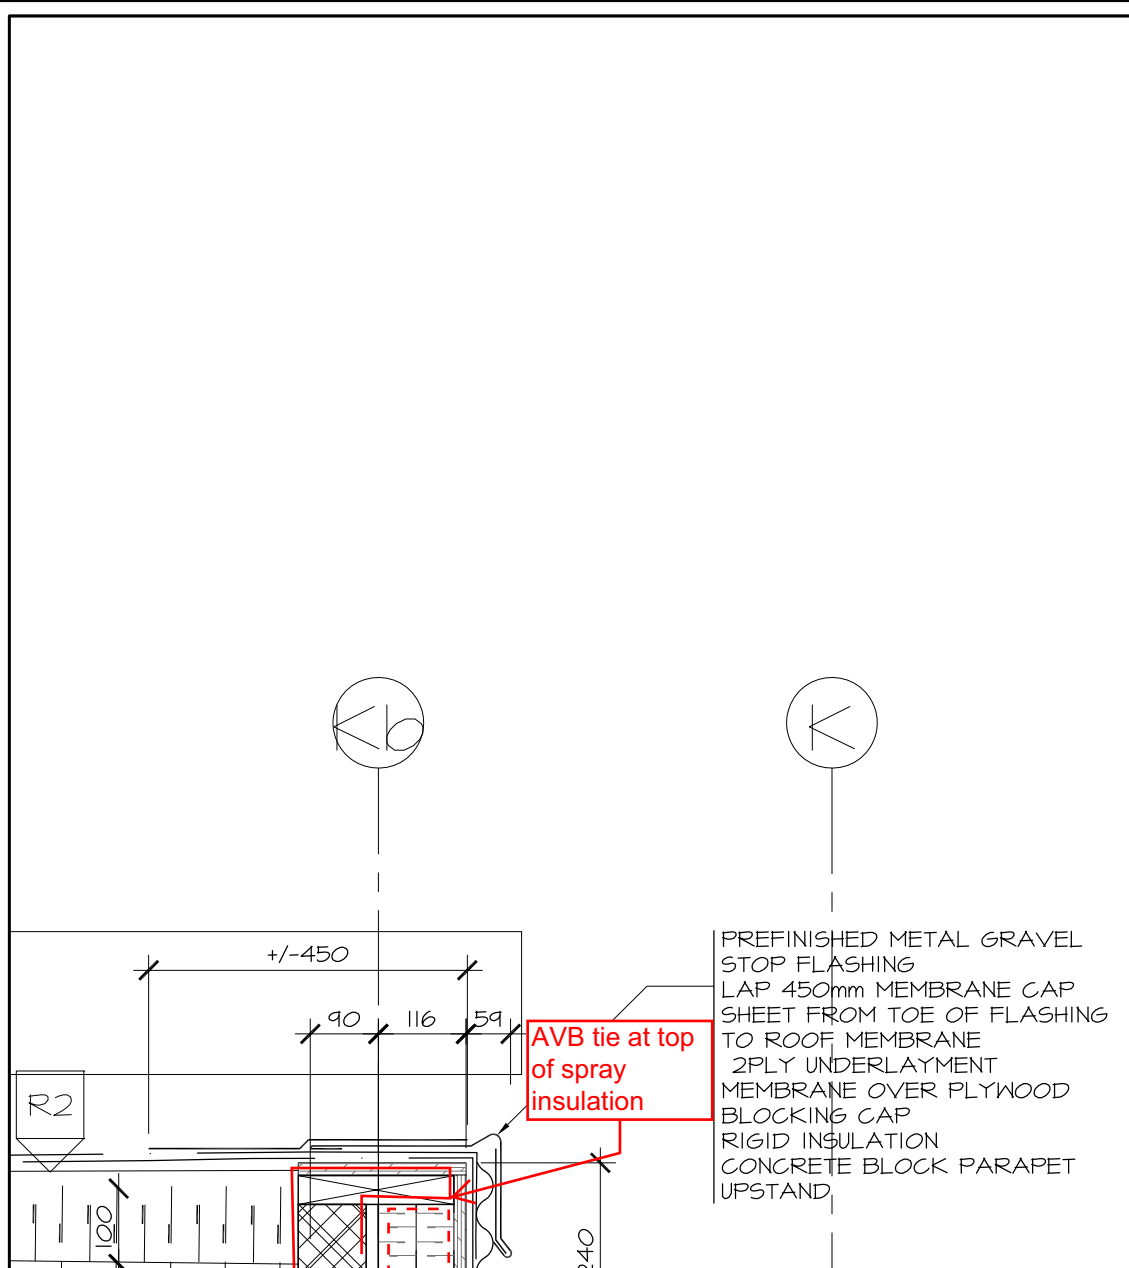 Kb
K
+/-450
90
116
59
PREFINISHED METAL GRAVEL
STOP FLASHING
LAP 450mm MEMBRANE CAP
SHEET FROM TOE OF FLASHING
TO ROOF MEMBRANE
2PLY UNDERLAYMENT
MEMBRANE OVER PLYWOOD
BLOCKING CAP
RIGID INSULATION
CONCRETE BLOCK PARAPET
UPSTAND
AVB tie at top
of spray
insulation
R2
100
240